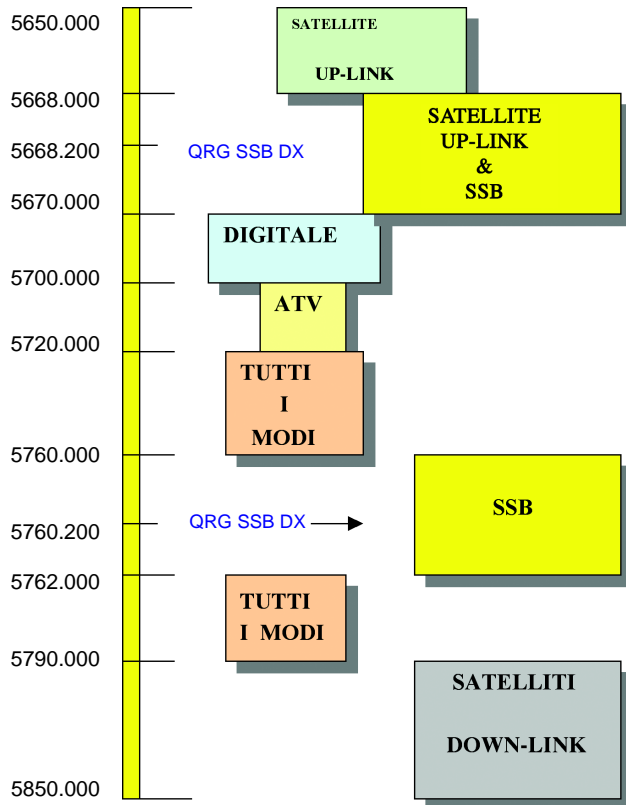 5650.000
SATELLITE
UP-LINK
5668.000
SATELLITE
UP-LINK
&
SSB
5668.200
QRG SSB DX
5670.000
DIGITALE
5700.000
ATV
5720.000
TUTTI
I
MODI
5760.000
SSB
QRG SSB DX
5760.200
5762.000
TUTTI
I MODI
5790.000
SATELLITI
DOWN-LINK
5850.000